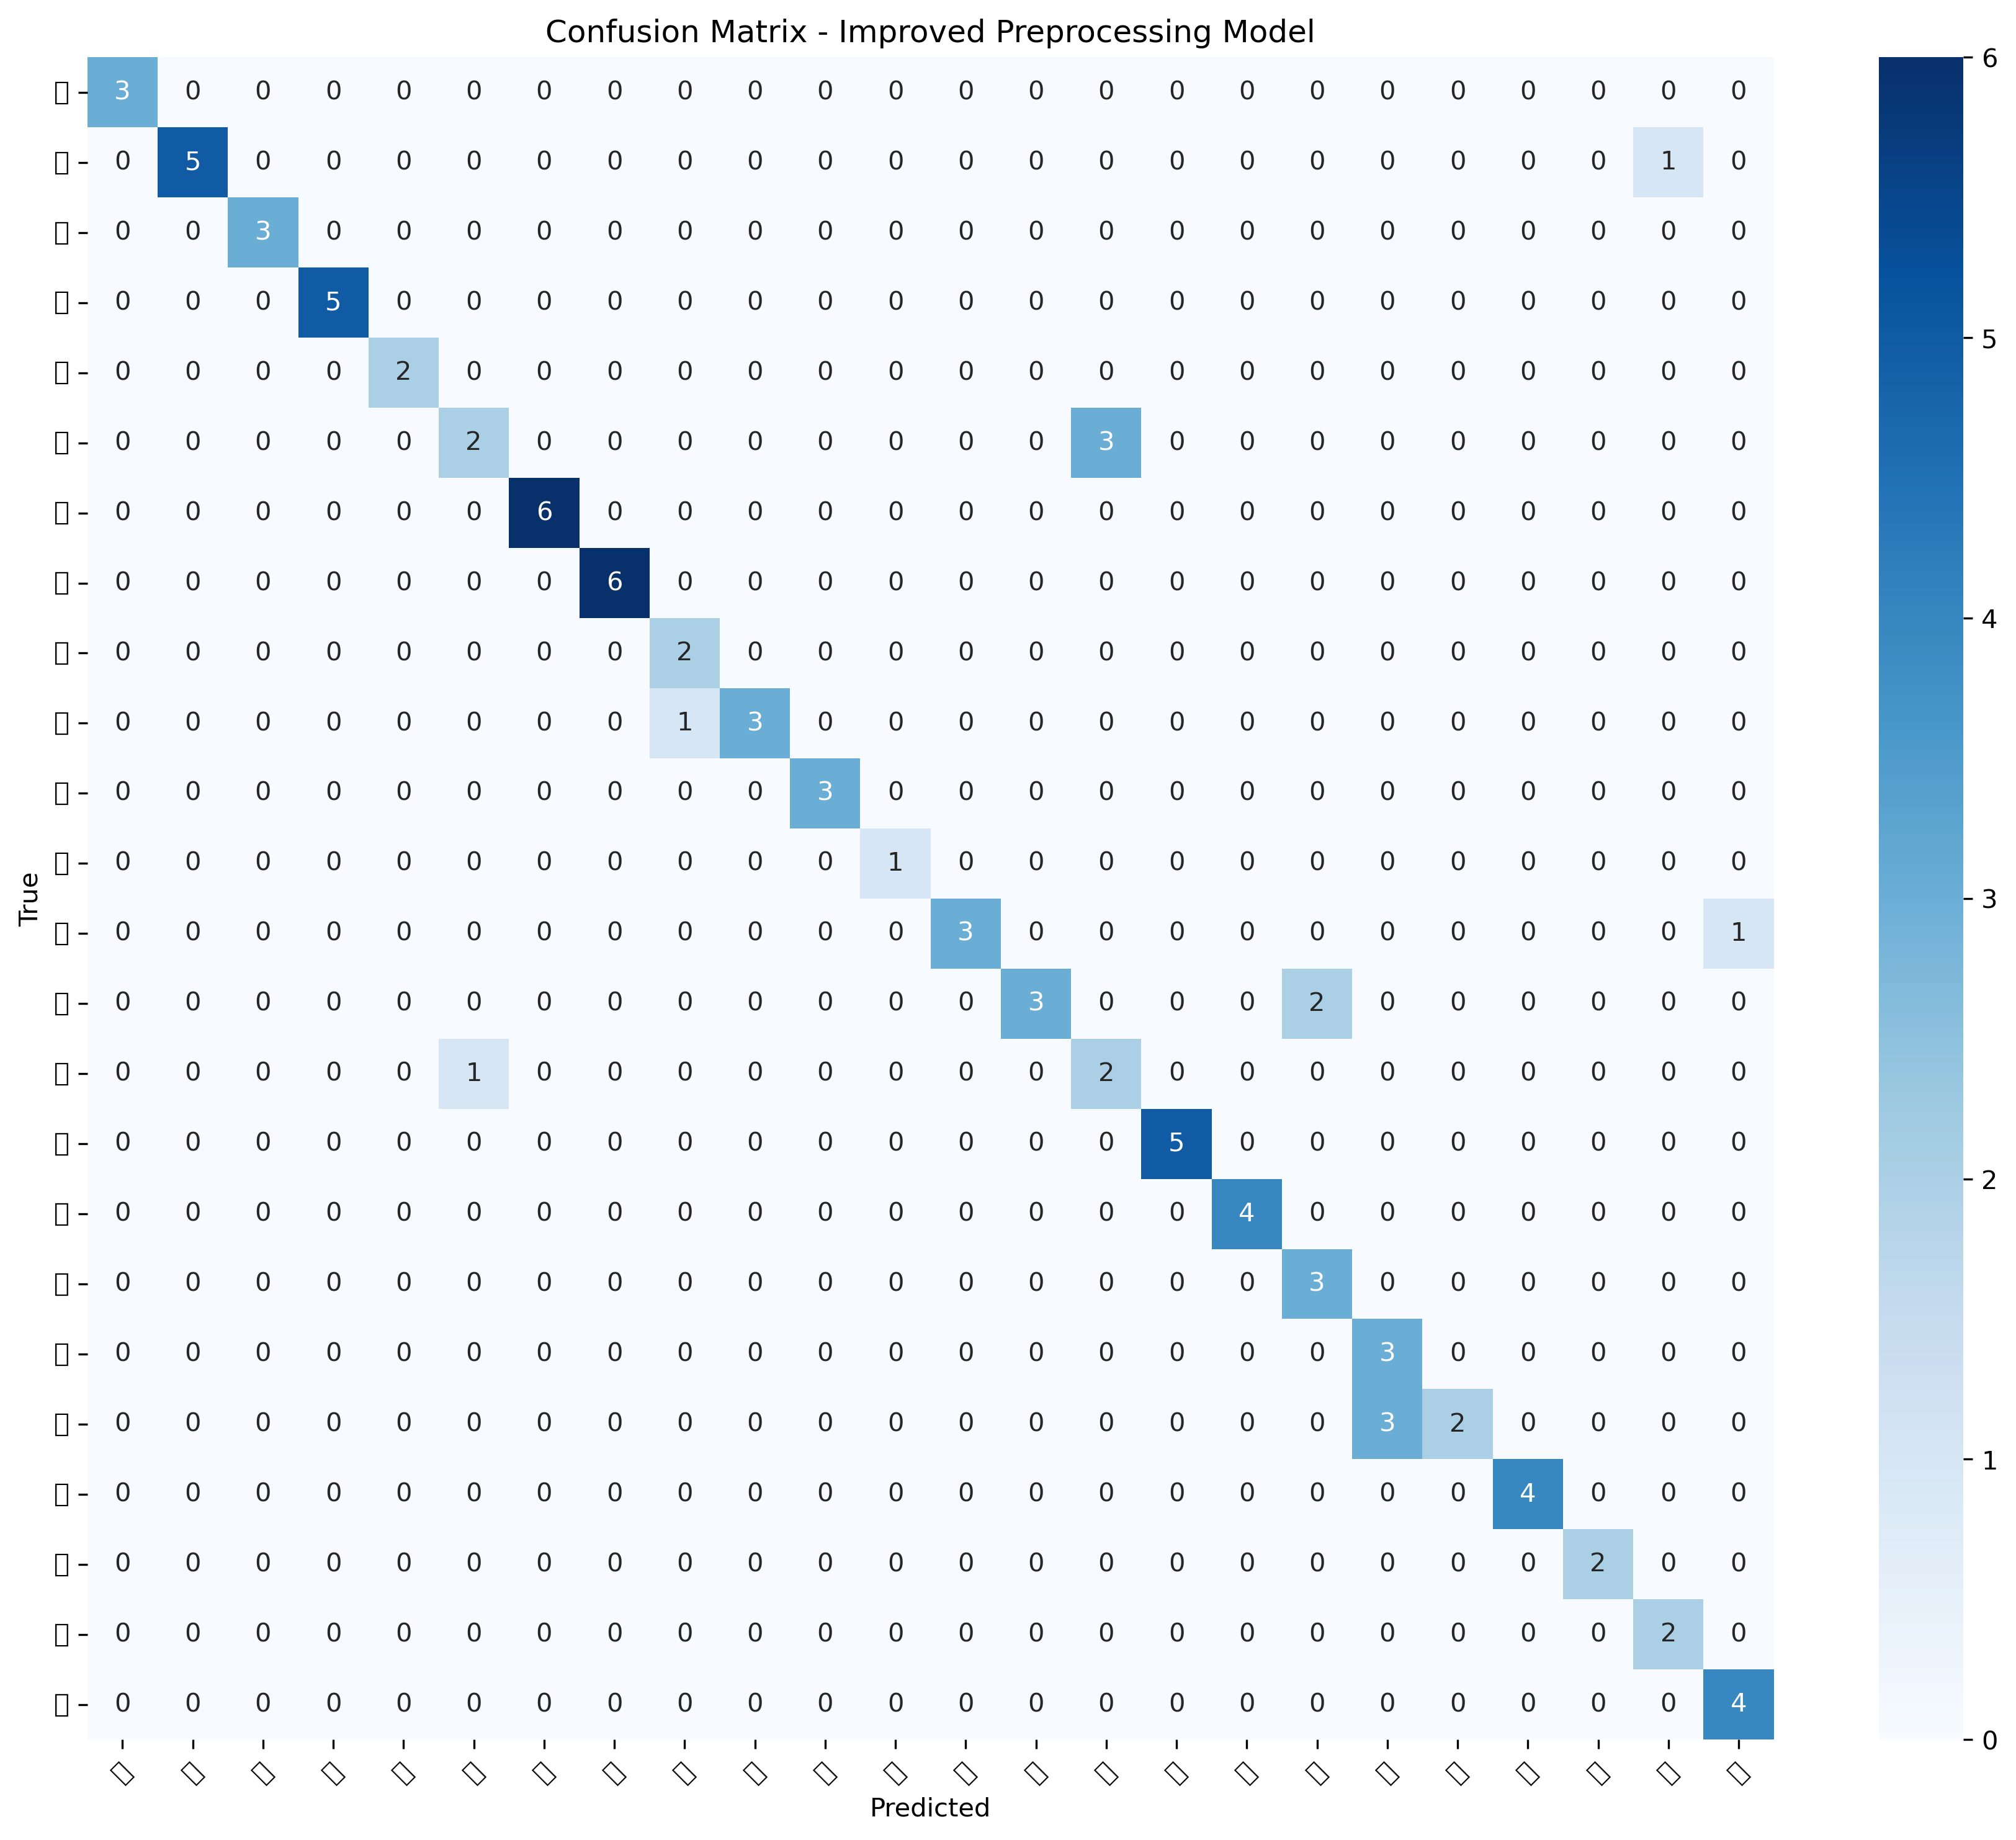 Confusion Matrix - Improved Preprocessing Model
3 0 0 0 0 0 0 0 0 0 0 0 0 0 0 0 0 0 0 0 0 0 0 0
0 5 0 0 0 0 0 0 0 0 0 0 0 0 0 0 0 0 0 0 0 0 1 0
0 0 3 0 0 0 0 0 0 0 0 0 0 0 0 0 0 0 0 0 0 0 0 0
0 0 0 5 0 0 0 0 0 0 0 0 0 0 0 0 0 0 0 0 0 0 0 0
0 0 0 0 2 0 0 0 0 0 0 0 0 0 0 0 0 0 0 0 0 0 0 0
0 0 0 0 0 2 0 0 0 0 0 0 0 0 3 0 0 0 0 0 0 0 0 0
0 0 0 0 0 0 6 0 0 0 0 0 0 0 0 0 0 0 0 0 0 0 0 0
0 0 0 0 0 0 0 6 0 0 0 0 0 0 0 0 0 0 0 0 0 0 0 0
0 0 0 0 0 0 0 0 2 0 0 0 0 0 0 0 0 0 0 0 0 0 0 0
0 0 0 0 0 0 0 0 1 3 0 0 0 0 0 0 0 0 0 0 0 0 0 0
0 0 0 0 0 0 0 0 0 0 3 0 0 0 0 0 0 0 0 0 0 0 0 0
0 0 0 0 0 0 0 0 0 0 0 1 0 0 0 0 0 0 0 0 0 0 0 0
0 0 0 0 0 0 0 0 0 0 0 0 3 0 0 0 0 0 0 0 0 0 0 1
0 0 0 0 0 0 0 0 0 0 0 0 0 3 0 0 0 2 0 0 0 0 0 0
0 0 0 0 0 1 0 0 0 0 0 0 0 0 2 0 0 0 0 0 0 0 0 0
0 0 0 0 0 0 0 0 0 0 0 0 0 0 0 5 0 0 0 0 0 0 0 0
0 0 0 0 0 0 0 0 0 0 0 0 0 0 0 0 4 0 0 0 0 0 0 0
0 0 0 0 0 0 0 0 0 0 0 0 0 0 0 0 0 3 0 0 0 0 0 0
0 0 0 0 0 0 0 0 0 0 0 0 0 0 0 0 0 0 3 0 0 0 0 0
0 0 0 0 0 0 0 0 0 0 0 0 0 0 0 0 0 0 3 2 0 0 0 0
0 0 0 0 0 0 0 0 0 0 0 0 0 0 0 0 0 0 0 0 4 0 0 0
0 0 0 0 0 0 0 0 0 0 0 0 0 0 0 0 0 0 0 0 0 2 0 0
0 0 0 0 0 0 0 0 0 0 0 0 0 0 0 0 0 0 0 0 0 0 2 0
0 0 0 0 0 0 0 0 0 0 0 0 0 0 0 0 0 0 0 0 0 0 0 4
True
Predicted
6
5
4
3
2
1
0